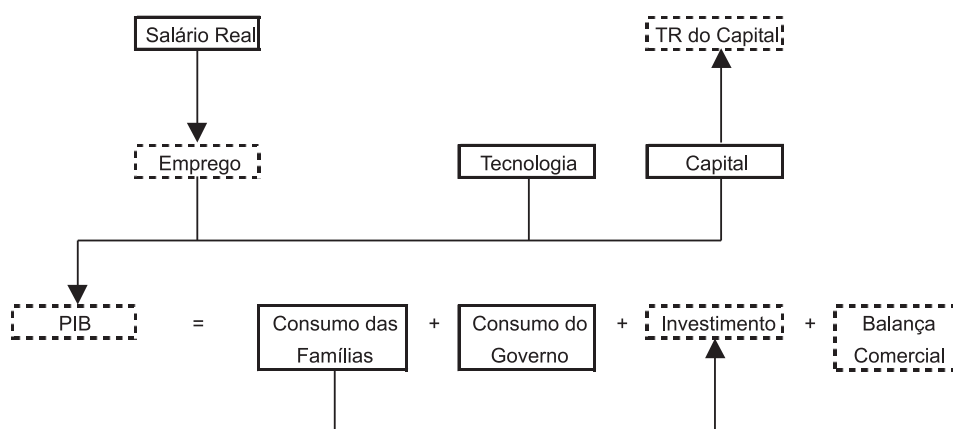 Salário Real
TR do Capital
Emprego
Tecnologia
Capital
PIB
=
Consumo das
Famílias
+
Consumo do
Governo
+
Investimento
+
Balança
Comercial